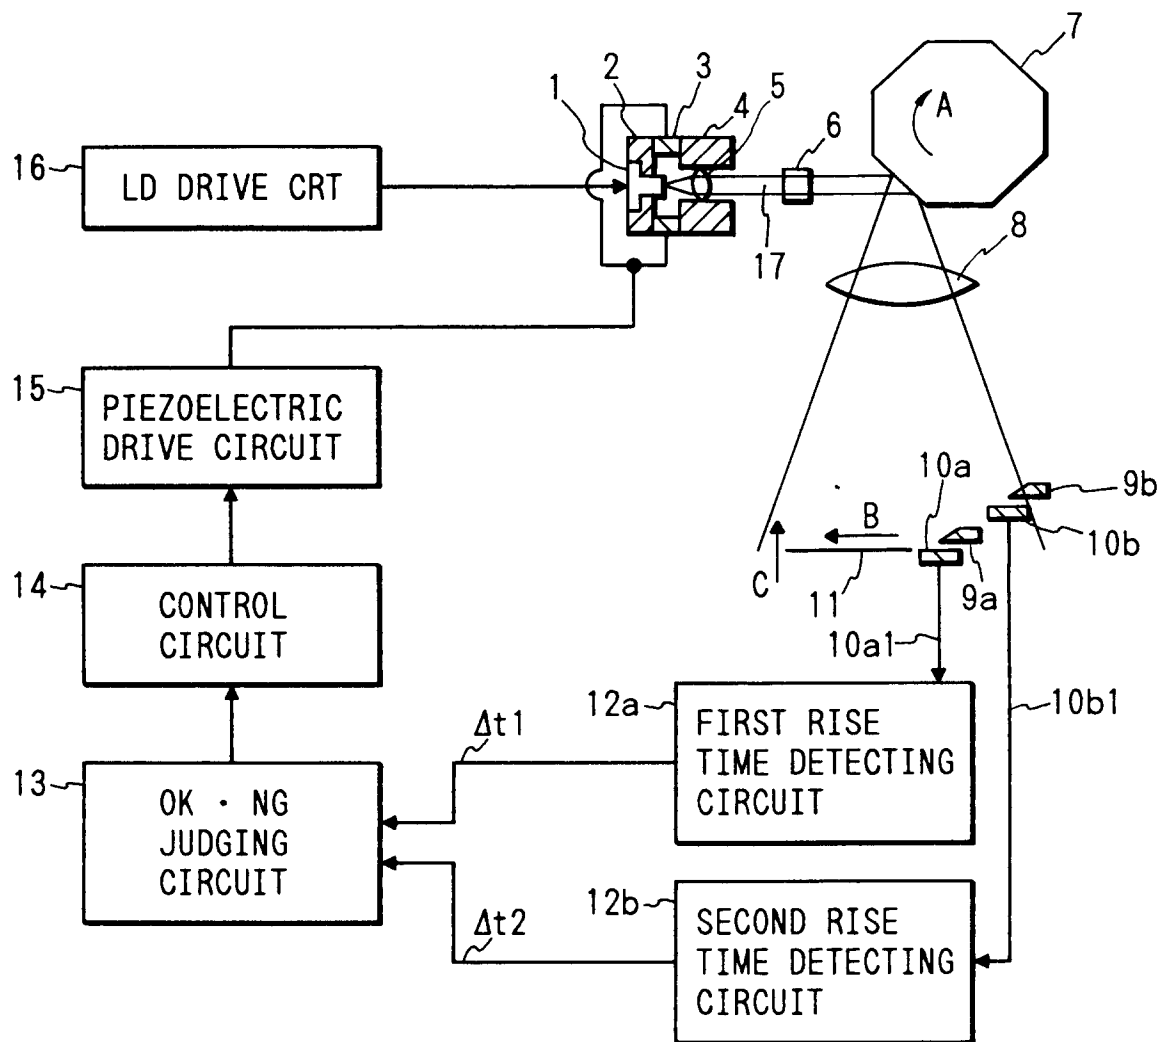 7
2
3
4
5
1
6
A
16
LD DRIVE CRT
17
8
15
PIEZOELECTRIC
DRIVE CIRCUIT
10a
9b
B
10b
C
11
9a
14
CONTROL
CIRCUIT
10a1
12a
FIRST RISE
TIME DETECTING
CIRCUIT
10b1
Δt1
13
OK · NG
JUDGING
CIRCUIT
12b
SECOND RISE
TIME DETECTING
CIRCUIT
Δt2